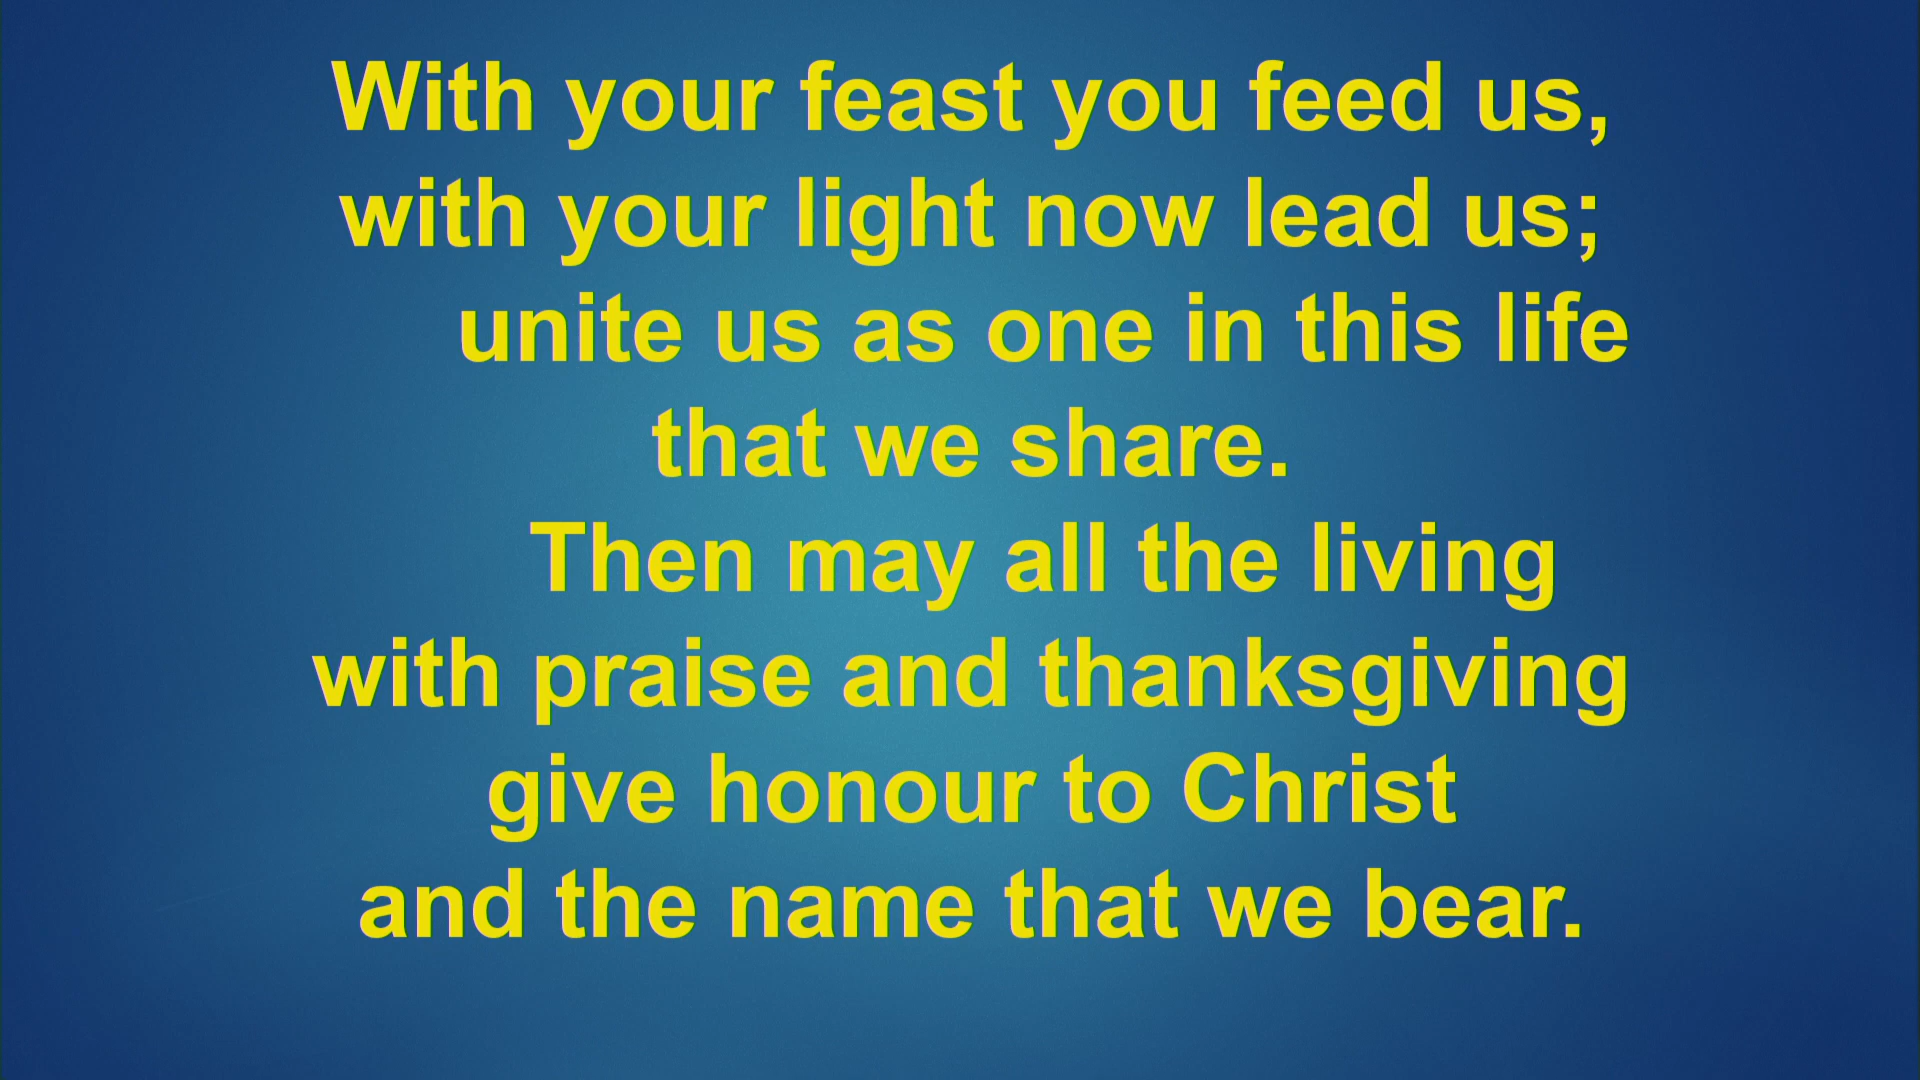 With your feast you feed us,
with your light now lead us;
unite us as one in this life
that we share.
Then may all the living
with praise and thanksgiving
give honour to Christ
and the name that we bear.